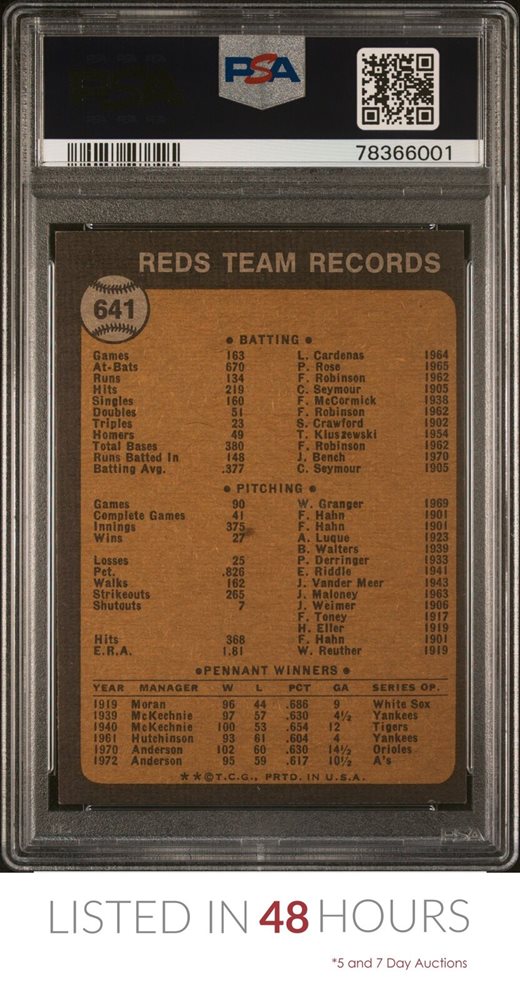 PSA
78366001
REDS TEAM RECORDS
641
• BATTING •
Games 163 L. Cardenas 1964
At-Bats 670 P. Rose 1965
Runs 134 F. Robinson 1962
Hits 219 C. Seymour 1905
Singles 160 F. McCormick 1938
Doubles 51 F. Robinson 1962
Triples 23 S. Crawford 1902
Homers 49 T. Kluszewski 1954
Total Bases 380 F. Robinson 1962
Runs Batted In 148 J. Bench 1970
Batting Avg. .377 C. Seymour 1905
• PITCHING •
Games 90 W. Granger 1969
Complete Games 41 F. Hahn 1901
Innings 375 F. Hahn 1901
Wins 27 A. Luque 1923
B. Walters 1939
Losses 25 P. Derringer 1933
Pct. .826 E. Riddle 1941
Walks 162 J. Vander Meer 1943
Strikeouts 265 J. Maloney 1963
Shutouts 7 J. Weimer 1906
F. Toney 1917
H. Eller 1919
Hits 368 F. Hahn 1901
E.R.A. 1.81 W. Reuther 1919
•PENNANT WINNERS •
YEAR MANAGER W L PCT GA SERIES OP.
1919 Moran 96 44 .686 9 White Sox
1939 McKechnie 97 57 .630 4½ Yankees
1940 McKechnie 100 53 .654 12 Tigers
1961 Hutchinson 93 61 .604 4 Yankees
1970 Anderson 102 60 .630 14½ Orioles
1972 Anderson 95 59 .617 10½ A's
★★©T.C.G., PRTD. IN U.S.A.
PSA
LISTED IN 48 HOURS
*5 and 7 Day Auctions